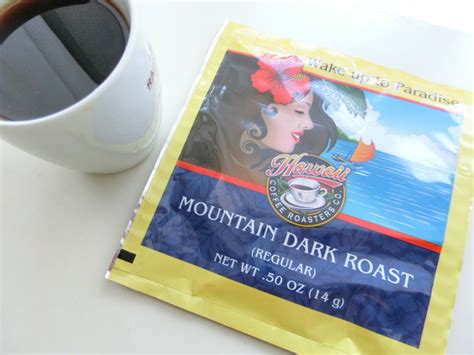 Wake up to Paradise
Hawaii
COFFEE ROASTERS CO.
MOUNTAIN DARK ROAST
(REGULAR)
NET WT .50 OZ (14 g)